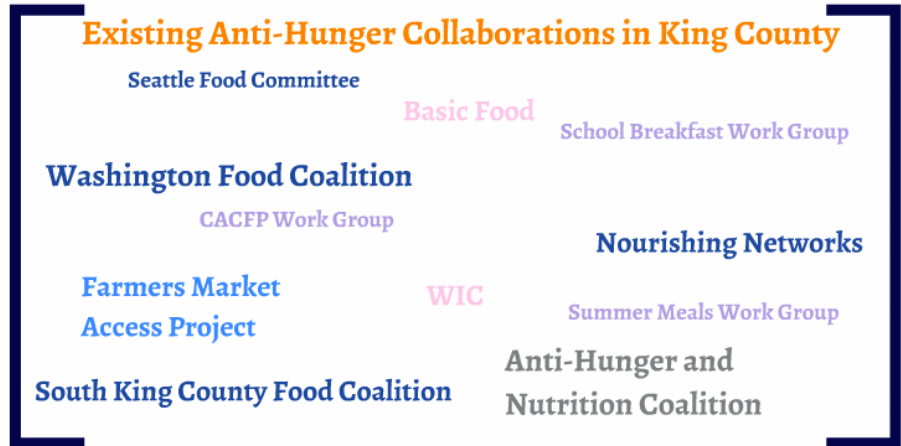 Existing Anti-Hunger Collaborations in King County
Seattle Food Committee
Basic Food
School Breakfast Work Group
Washington Food Coalition
CACFP Work Group
Nourishing Networks
Farmers Market
Access Project
WIC
Summer Meals Work Group
Anti-Hunger and
Nutrition Coalition
South King County Food Coalition